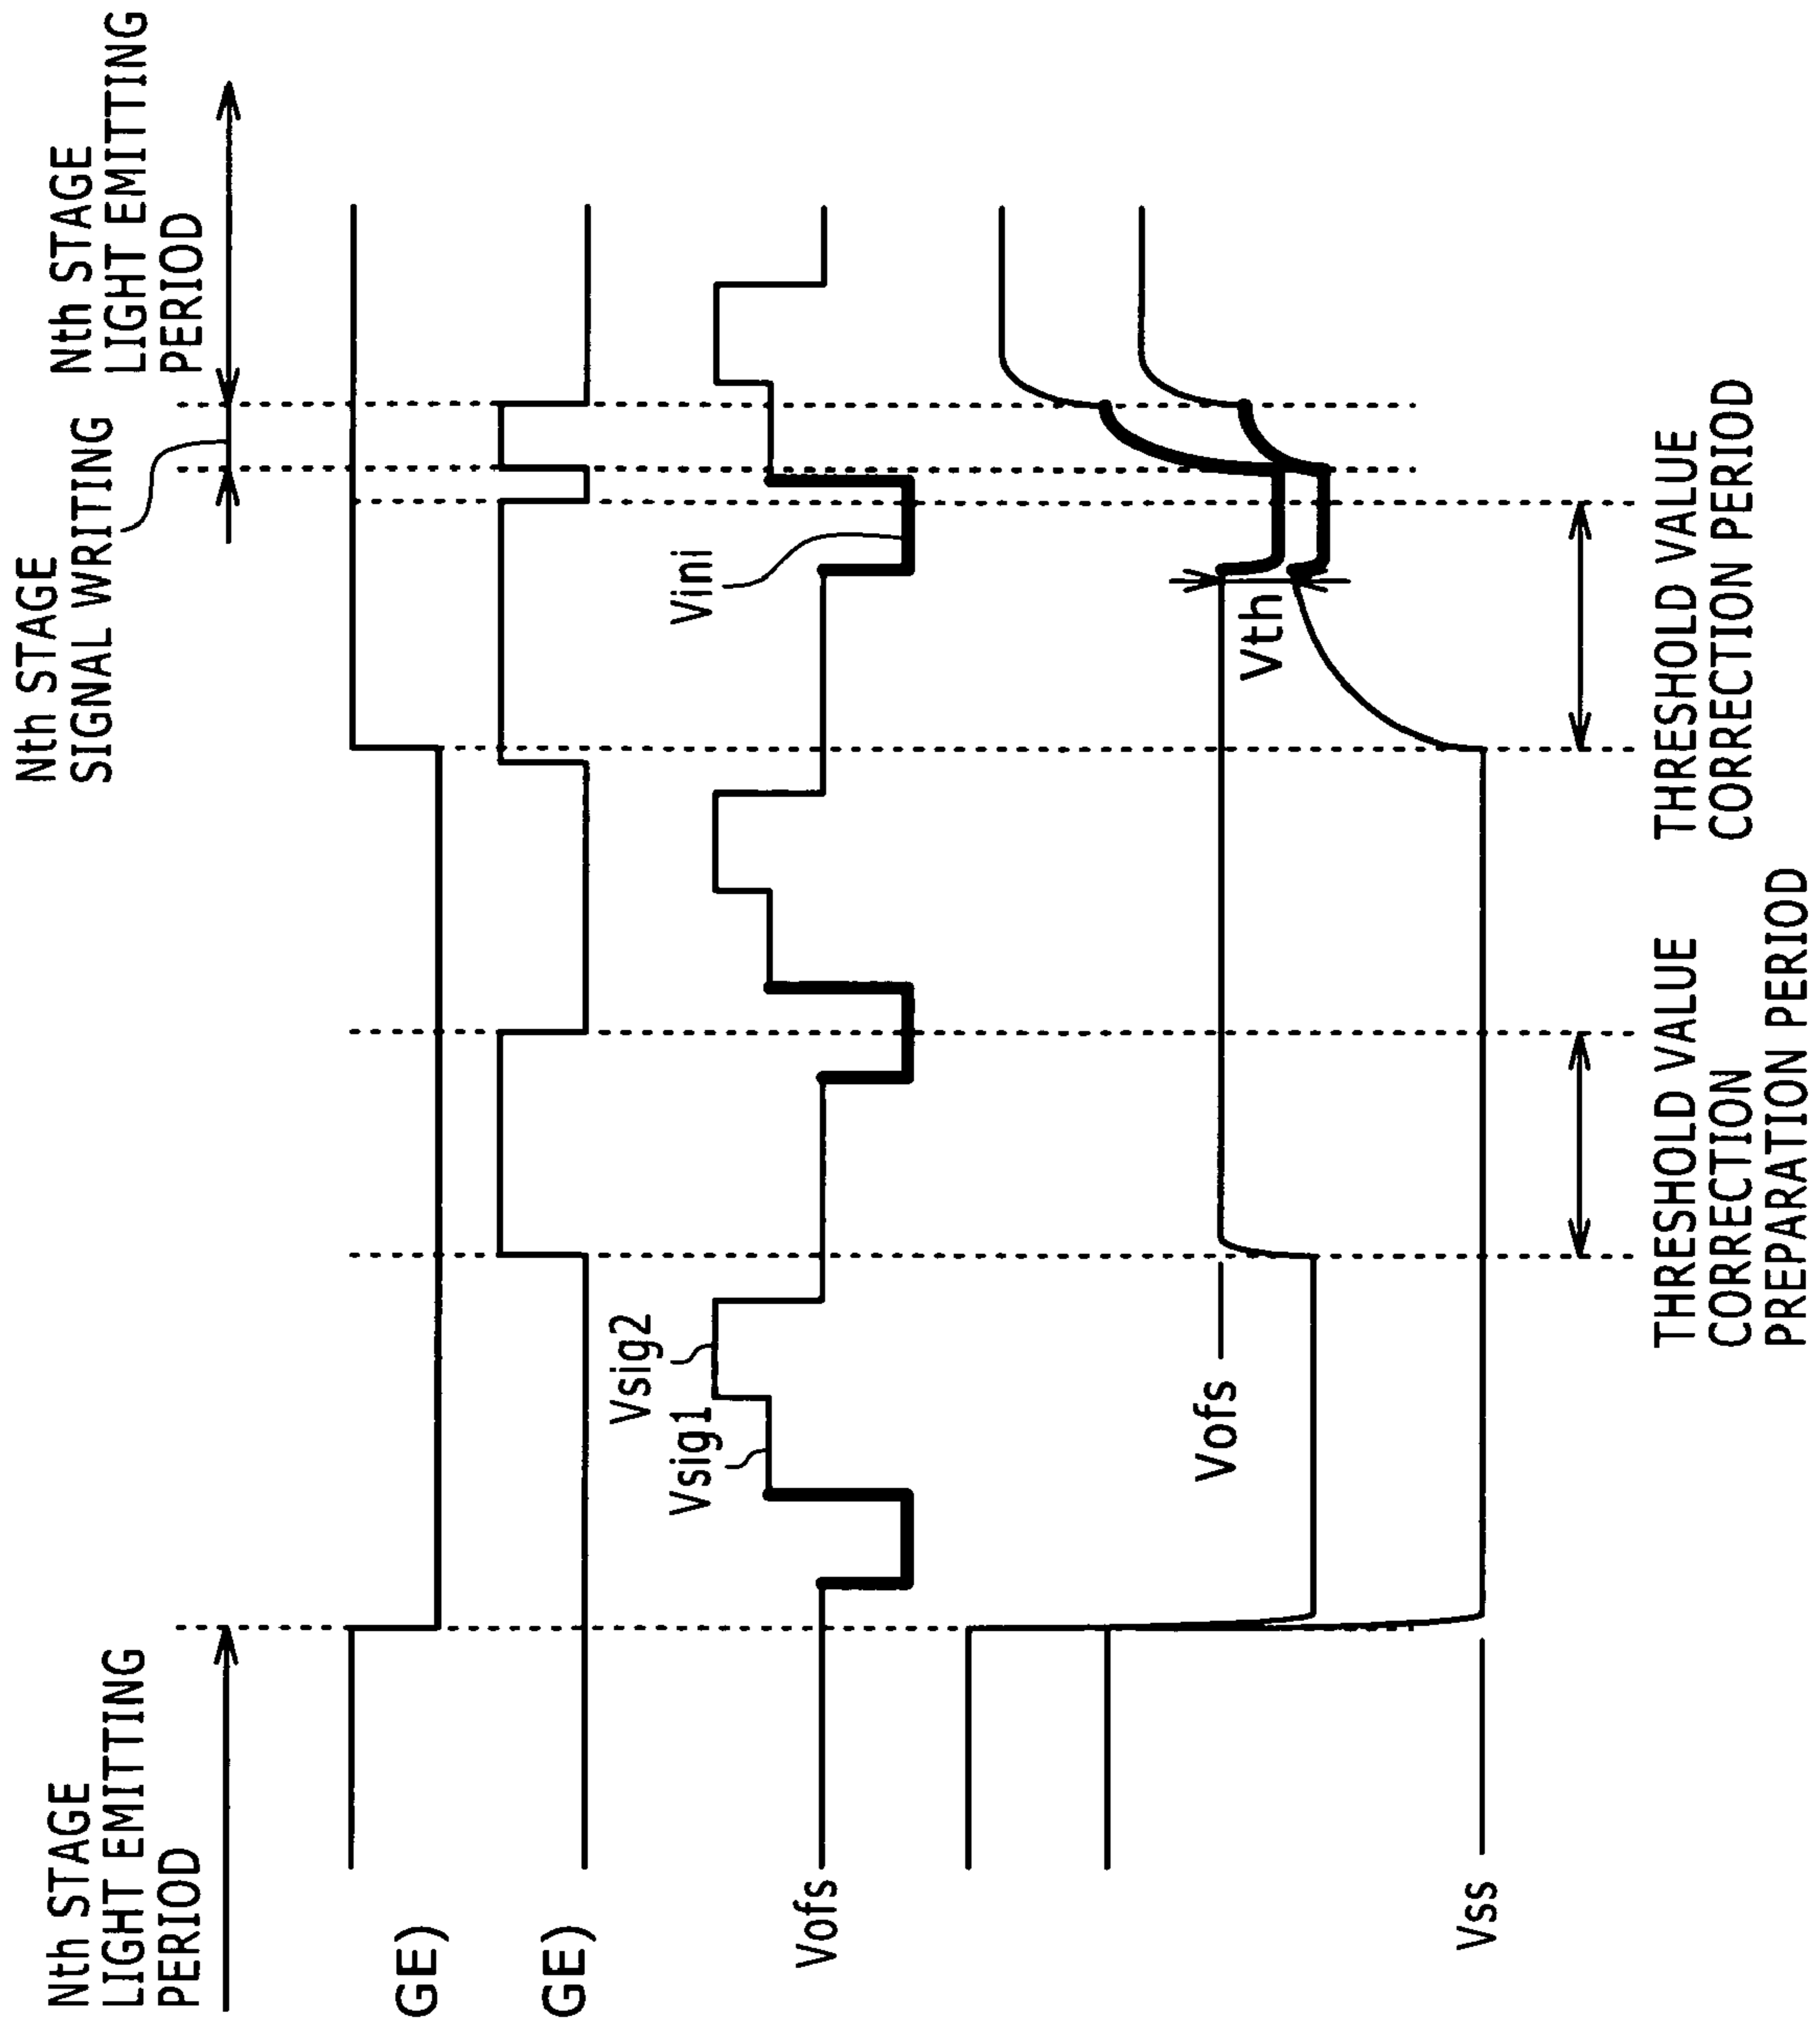 Nth STAGE
LIGHT EMITTING
PERIOD
Nth STAGE
SIGNAL WRITING
Nth STAGE
LIGHT EMITTING
PERIOD
GE)
GE)
Vofs
Vsig1
Vsig2
Vini
Vofs
Vth
Vss
THRESHOLD VALUE
CORRECTION
PREPARATION PERIOD
THRESHOLD VALUE
CORRECTION PERIOD